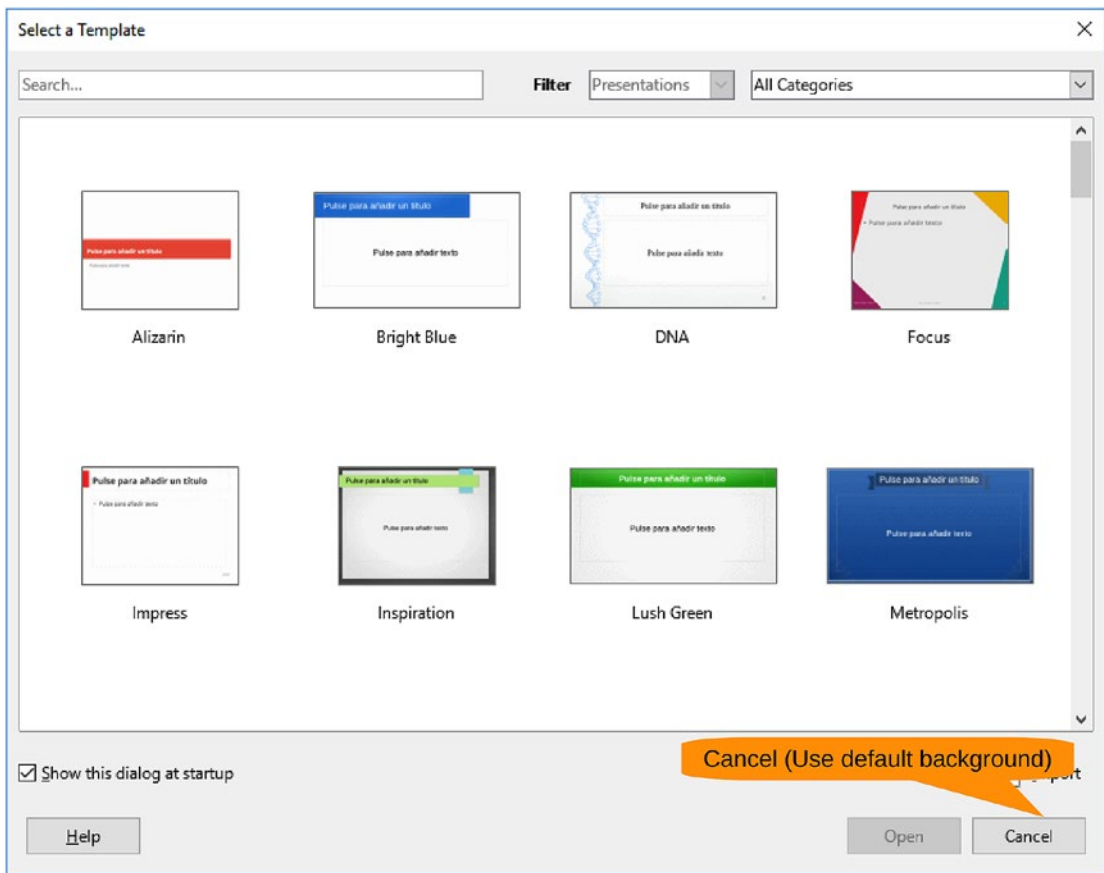 Select a Template
Search...
Filter Presentations All Categories
Pulse para añadir un título
Pulse para añadir texto
Alizarin
Pulse para añadir un título
Pulse para añadir texto
Bright Blue
Pulse para añadir un título
Pulse para añadir texto
DNA
Pulse para añadir un título
• Pulse para añadir texto
Focus
Pulse para añadir un título
• Pulse para añadir texto
Impress
Pulse para añadir un título
Pulse para añadir texto
Inspiration
Pulse para añadir un título
Pulse para añadir texto
Lush Green
Pulse para añadir un título
Pulse para añadir texto
Metropolis
Show this dialog at startup
Cancel (Use default background)
Help
Open
Cancel